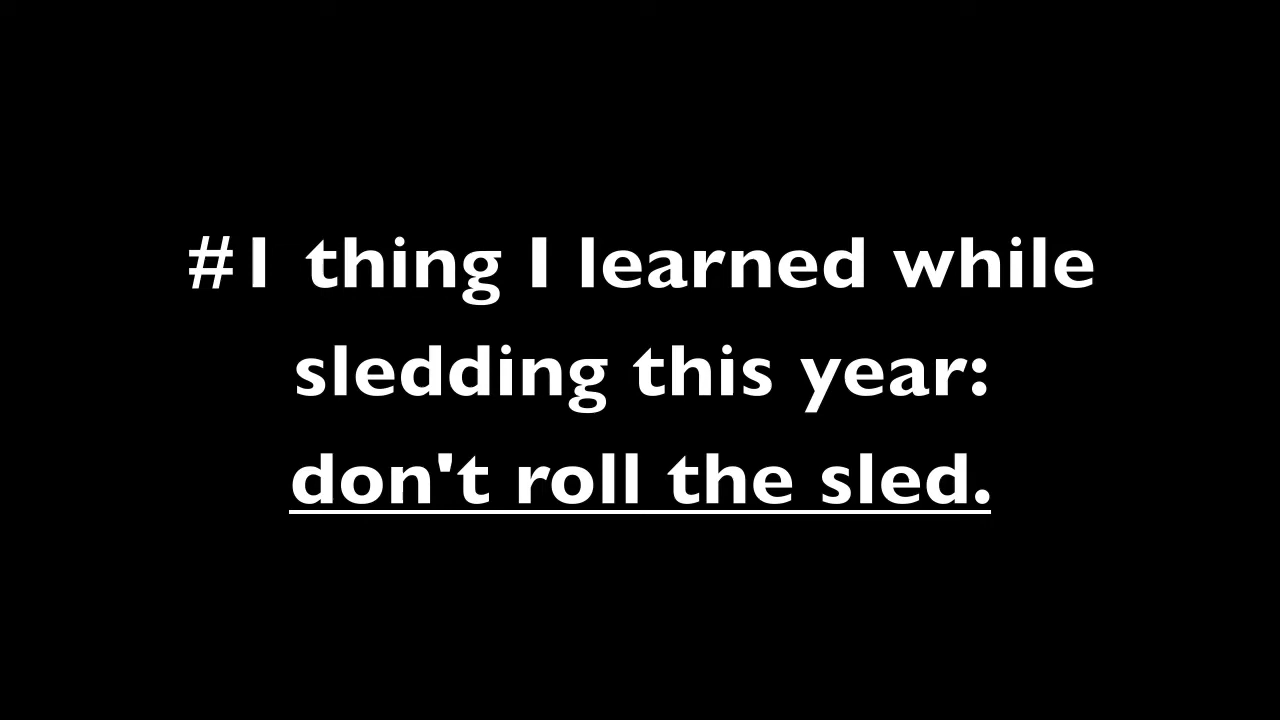 #1 thing I learned while
sledding this year:
don't roll the sled.